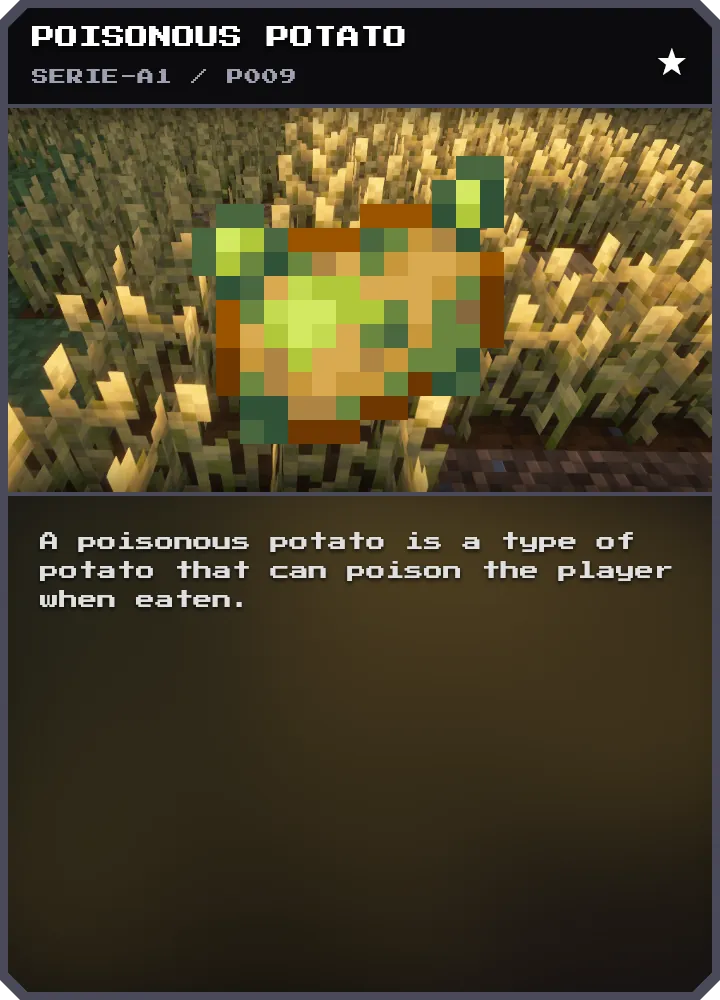 POISONOUS POTATO
SERIE-A1 / P009
A poisonous potato is a type of
potato that can poison the player
when eaten.